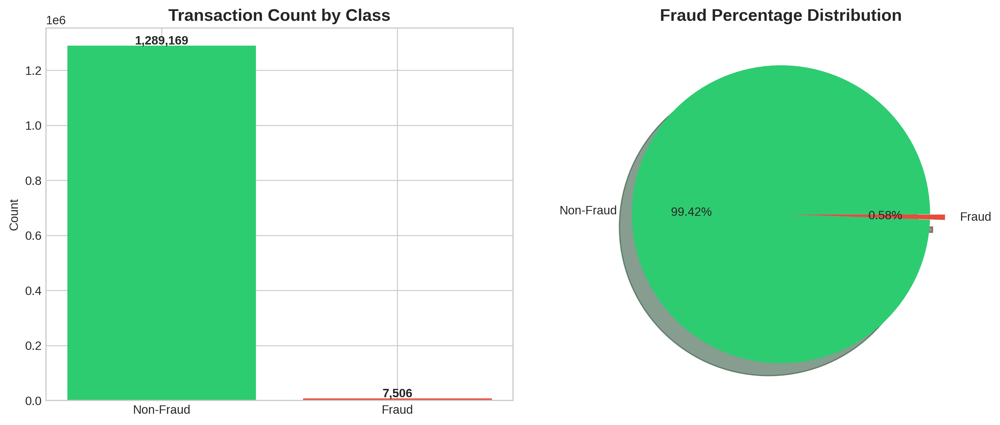 Transaction Count by Class
1e6
1,289,169
1.2
1.0
0.8
0.6
0.4
0.2
0.0
Count
7,506
Non-Fraud
Fraud
Fraud Percentage Distribution
Non-Fraud
99.42%
0.58%
Fraud